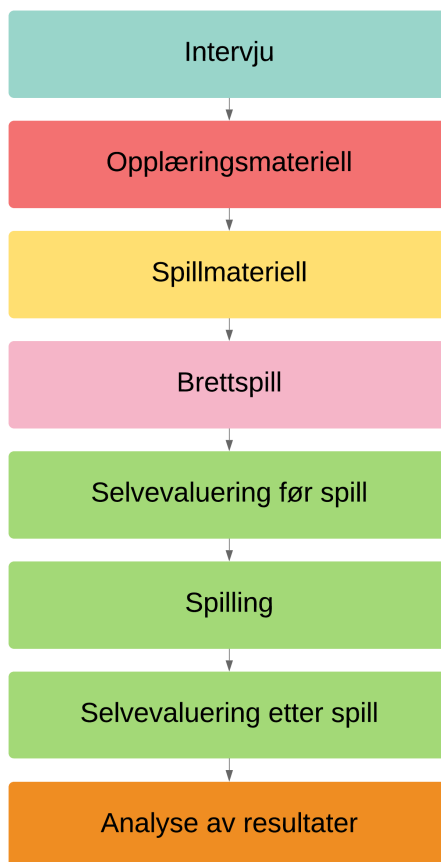 Intervju
Opplæringsmateriell
Spillmateriell
Brettspill
Selvevaluering før spill
Spilling
Selvevaluering etter spill
Analyse av resultater